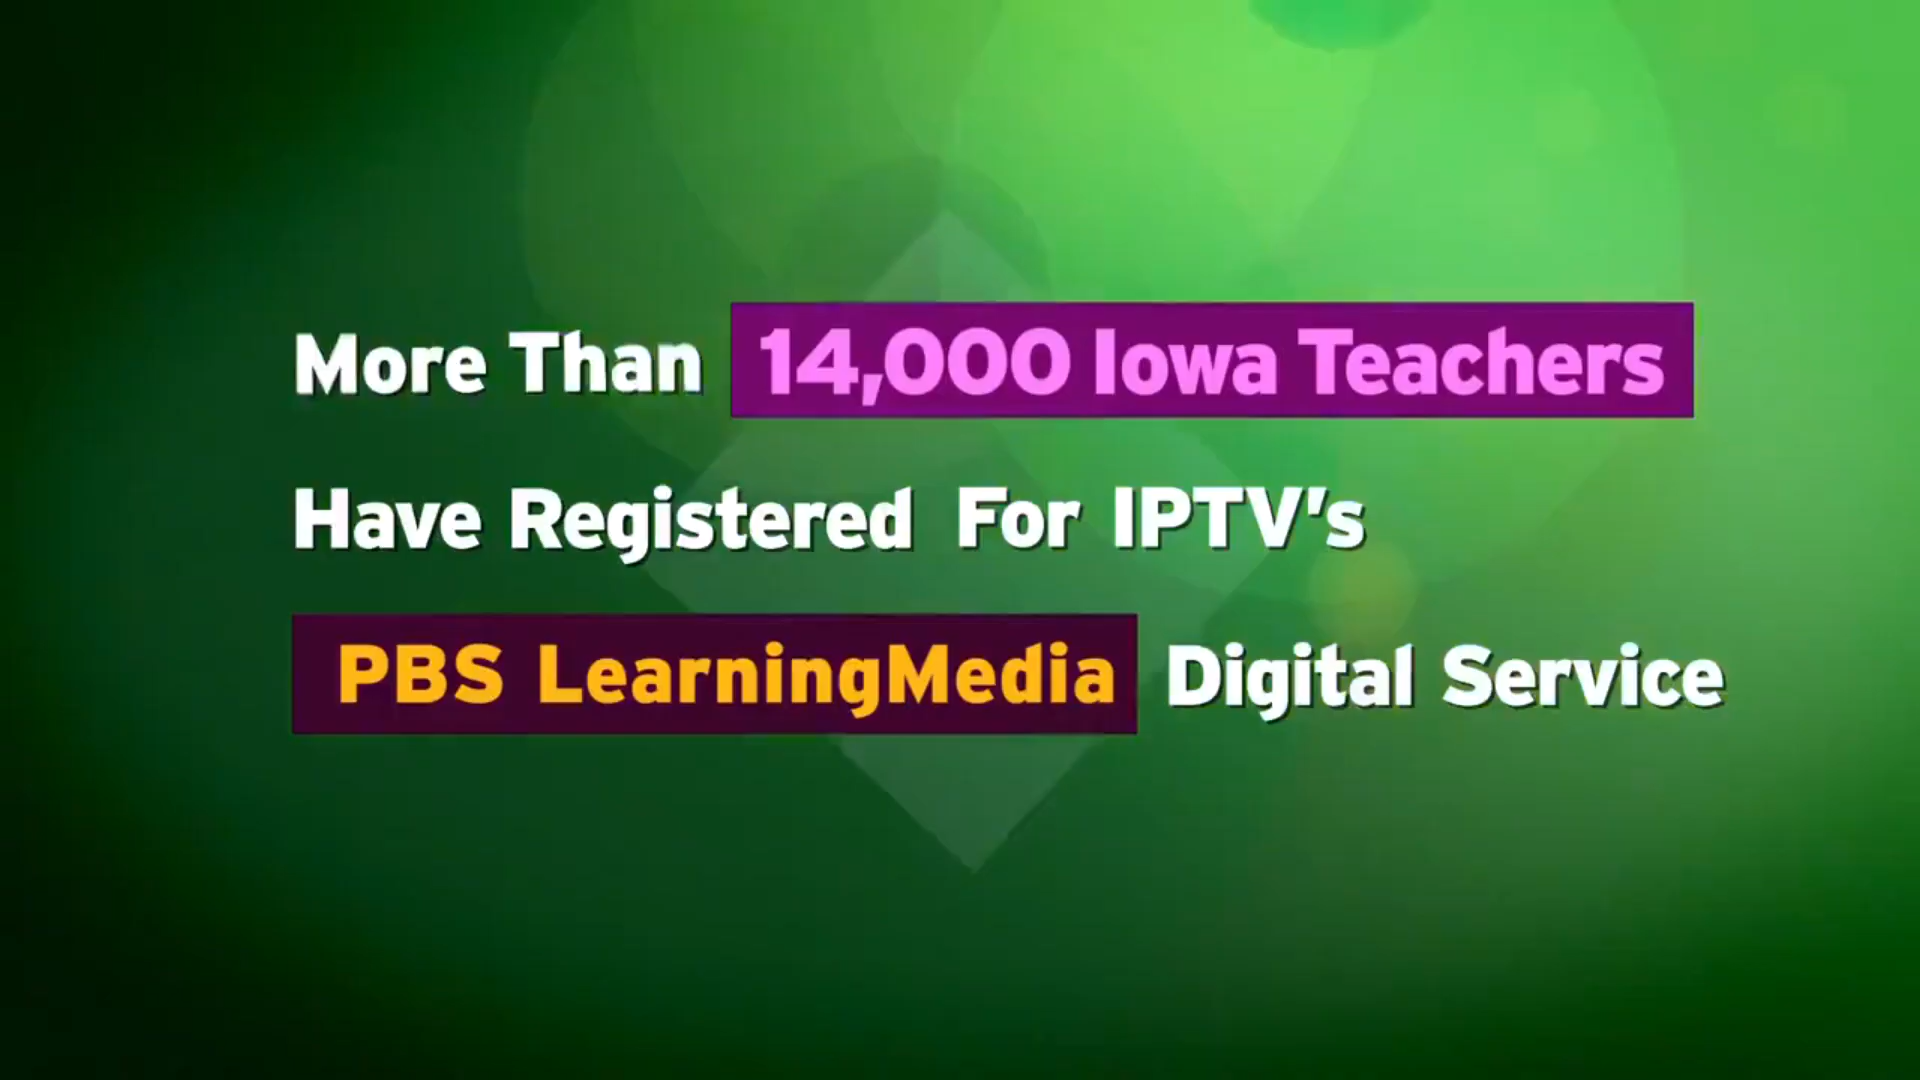 More Than 14,000 Iowa Teachers
Have Registered For IPTV's
PBS LearningMedia Digital Service